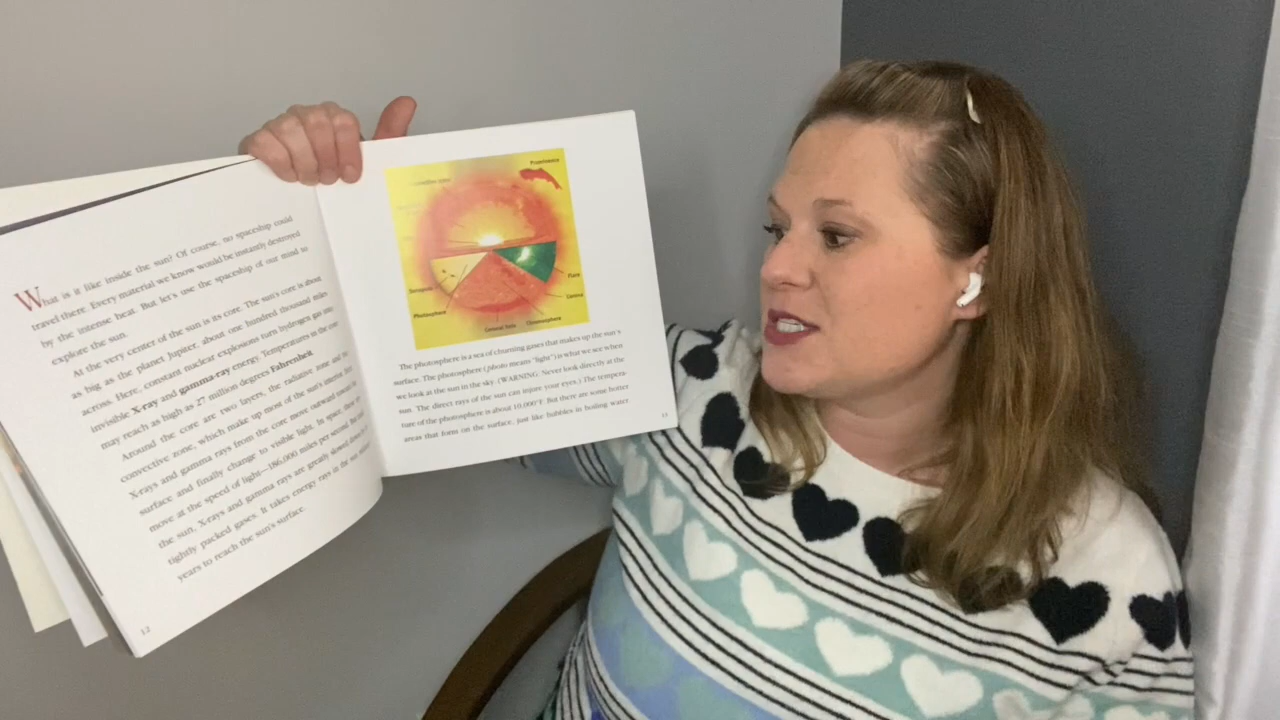 What is it like inside the sun? Of course, no spaceship could
travel there. Every material we know would be instantly destroyed
by the intense heat. But let's use the spaceship of our mind to
explore the sun.
At the very center of the sun is its core. The sun's core is about
as big as the planet Jupiter, about one hundred thousand miles
across. Here, constant nuclear explosions turn hydrogen gas into
invisible X-ray and gamma-ray energy. Temperatures in the core
may reach as high as 27 million degrees Fahrenheit.
Around the core are two layers, the radiative zone and
convective zone, which make up most of the sun's interior.
X-rays and gamma rays from the core move outward towards
surface and finally change to visible light. In space, these
move at the speed of light—186,000 miles per second.
the sun, X-rays and gamma rays are greatly slowed down
tightly packed gases. It takes energy rays in the sun
years to reach the sun's surface.
12
Prominence
Convective zone
Sunspots
Photosphere
Coronal hole
Chromosphere
Corona
Flare
The photosphere is a sea of churning gases that makes up the sun's
surface. The photosphere (photo means "light") is what we see when
we look at the sun in the sky. (WARNING: Never look directly at the
sun. The direct rays of the sun can injure your eyes.) The tempera-
ture of the photosphere is about 10,000°F. But there are some hotter
areas that form on the surface, just like bubbles in boiling water
13